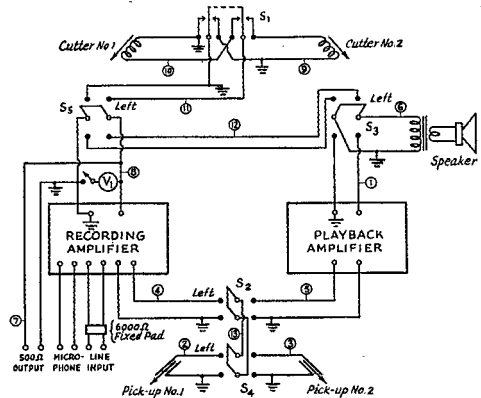 S1
Cutter No.1
Cutter No.2
10
9
S5
Left
11
Left
6
S3
12
Speaker
V1
8
1
RECORDING AMPLIFIER
PLAYBACK AMPLIFIER
7
4
Left
S2
5
6000Ω Fixed Pad
13
500Ω OUTPUT
MICRO-PHONE
LINE INPUT
2
Left
3
S4
Pick-up No.1
Pick-up No.2